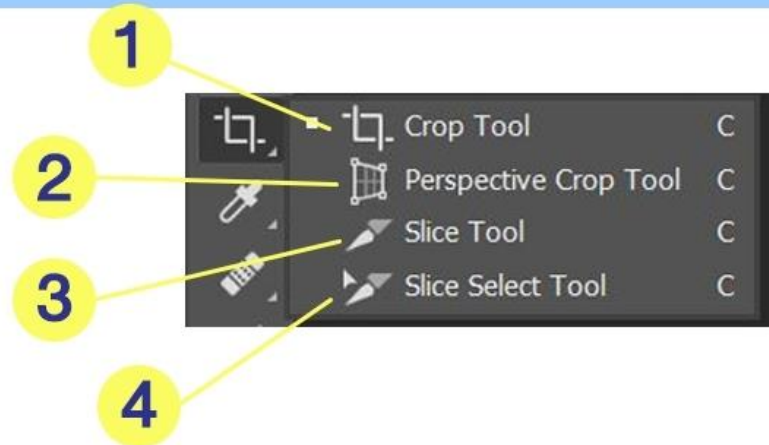 1
Crop Tool C
2
Perspective Crop Tool C
Slice Tool C
3
Slice Select Tool C
4